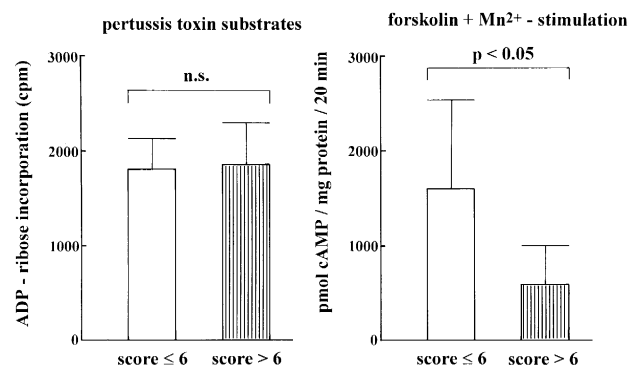 pertussis toxin substrates
n.s.
ADP - ribose incorporation (cpm)
3000
2000
1000
0
score ≤ 6
score > 6
forskolin + Mn²⁺ - stimulation
p < 0.05
pmol cAMP / mg protein / 20 min
3000
2000
1000
0
score ≤ 6
score > 6